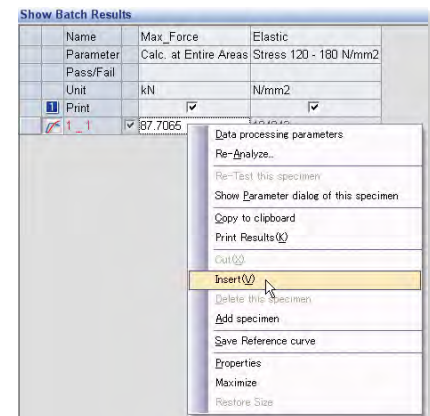 Show Batch Results
Name Max_Force Elastic
Parameter Calc. at Entire Areas Stress 120 - 180 N/mm2
Pass/Fail
Unit kN N/mm2
1 Print
1 _ 1 87.7065
Data processing parameters
Re-Analyze...
Re-Test this specimen
Show Parameter dialog of this specimen
Copy to clipboard
Print Results(K)
Cut(X)
Insert(V)
Delete this specimen
Add specimen
Save Reference curve
Properties
Maximize
Restore Size